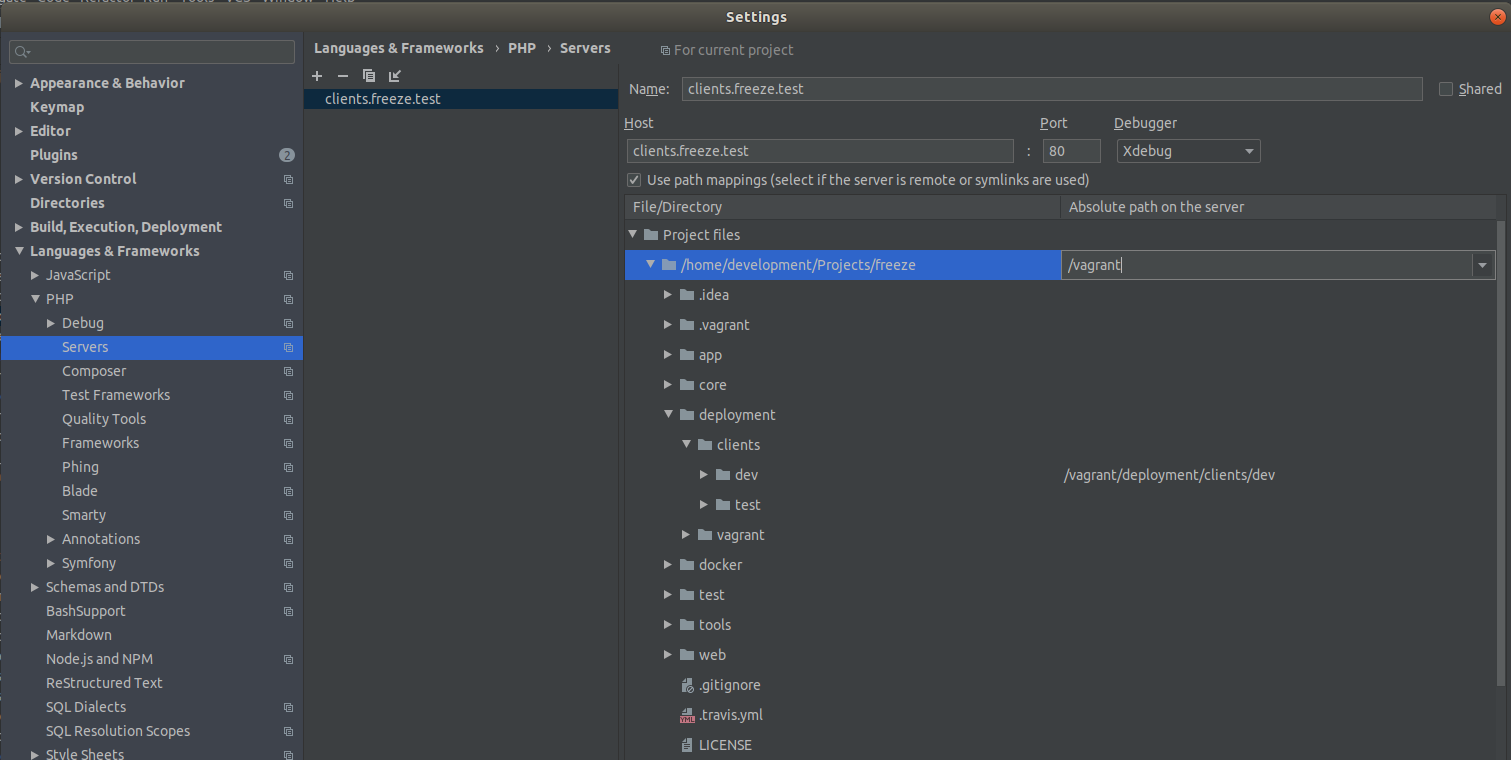 Settings
Appearance & Behavior
Keymap
Editor
Plugins 2
Version Control
Directories
Build, Execution, Deployment
Languages & Frameworks
JavaScript
PHP
Debug
Servers
Composer
Test Frameworks
Quality Tools
Frameworks
Phing
Blade
Smarty
Annotations
Symfony
Schemas and DTDs
BashSupport
Markdown
Node.js and NPM
ReStructured Text
SQL Dialects
SQL Resolution Scopes
Style Sheets
Languages & Frameworks › PHP › Servers For current project
clients.freeze.test
Name: clients.freeze.test Shared
Host Port Debugger
clients.freeze.test : 80 Xdebug
Use path mappings (select if the server is remote or symlinks are used)
File/Directory Absolute path on the server
Project files
/home/development/Projects/freeze /vagrant
.idea
.vagrant
app
core
deployment
clients
dev /vagrant/deployment/clients/dev
test
vagrant
docker
test
tools
web
.gitignore
YML .travis.yml
LICENSE